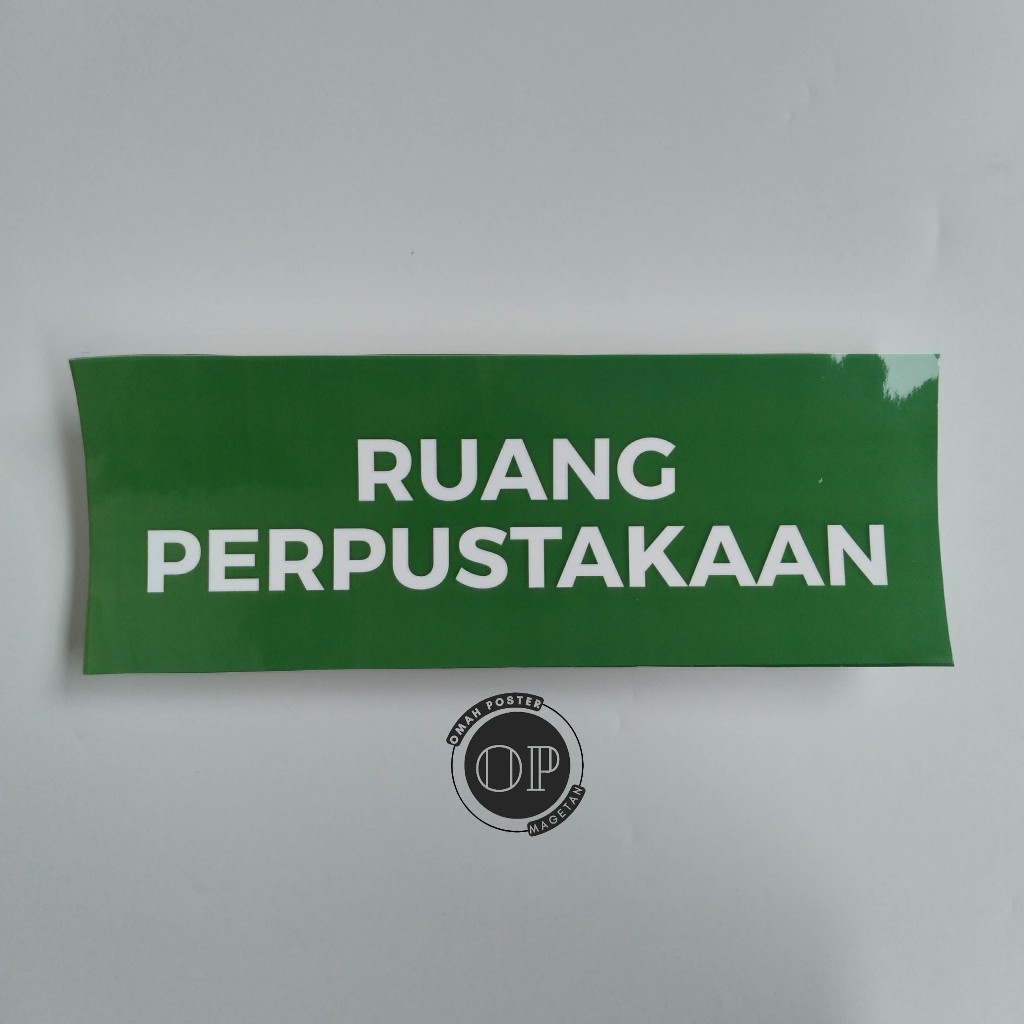 RUANG
PERPUSTAKAAN
OMAH POSTER
OP
MAGETAN